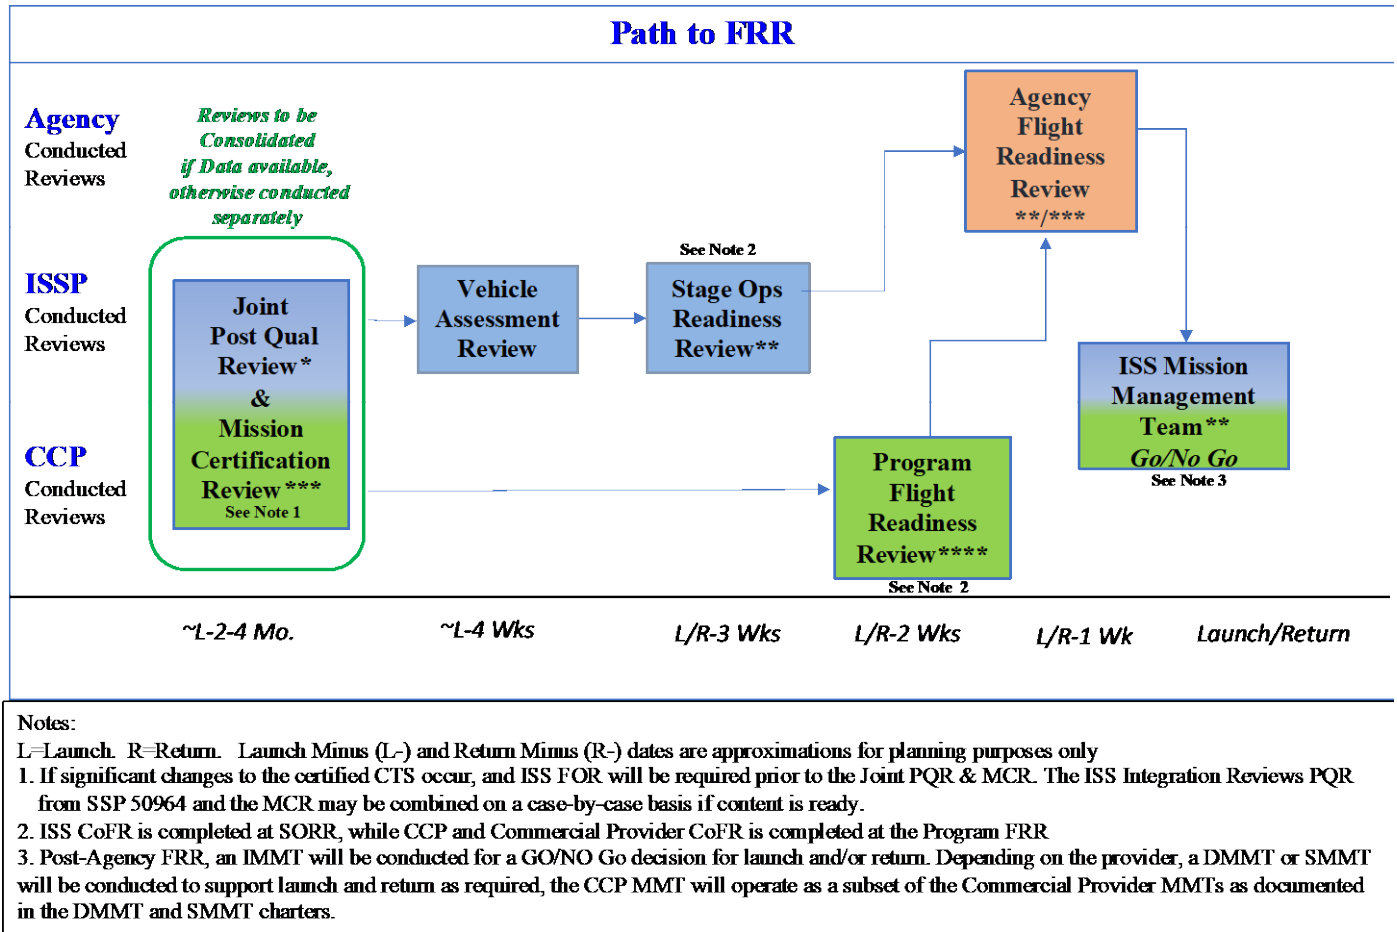 Path to FRR
Agency
Conducted
Reviews
Reviews to be
Consolidated
if Data available,
otherwise conducted
separately
Agency
Flight
Readiness
Review
**/***
ISSP
Conducted
Reviews
Joint
Post Qual
Review*
&
Mission
Certification
Review***
See Note 1
Vehicle
Assessment
Review
See Note 2
Stage Ops
Readiness
Review**
ISS Mission
Management
Team**
Go/No Go
See Note 3
CCP
Conducted
Reviews
Program
Flight
Readiness
Review****
See Note 2
~L-2-4 Mo.
~L-4 Wks
L/R-3 Wks
L/R-2 Wks
L/R-1 Wk
Launch/Return
Notes:
L=Launch. R=Return. Launch Minus (L-) and Return Minus (R-) dates are approximations for planning purposes only
1. If significant changes to the certified CTS occur, and ISS FOR will be required prior to the Joint PQR & MCR. The ISS Integration Reviews PQR
from SSP 50964 and the MCR may be combined on a case-by-case basis if content is ready.
2. ISS CoFR is completed at SORR, while CCP and Commercial Provider CoFR is completed at the Program FRR
3. Post-Agency FRR, an IMMT will be conducted for a GO/NO Go decision for launch and/or return. Depending on the provider, a DMMT or SMMT
will be conducted to support launch and return as required, the CCP MMT will operate as a subset of the Commercial Provider MMTs as documented
in the DMMT and SMMT charters.